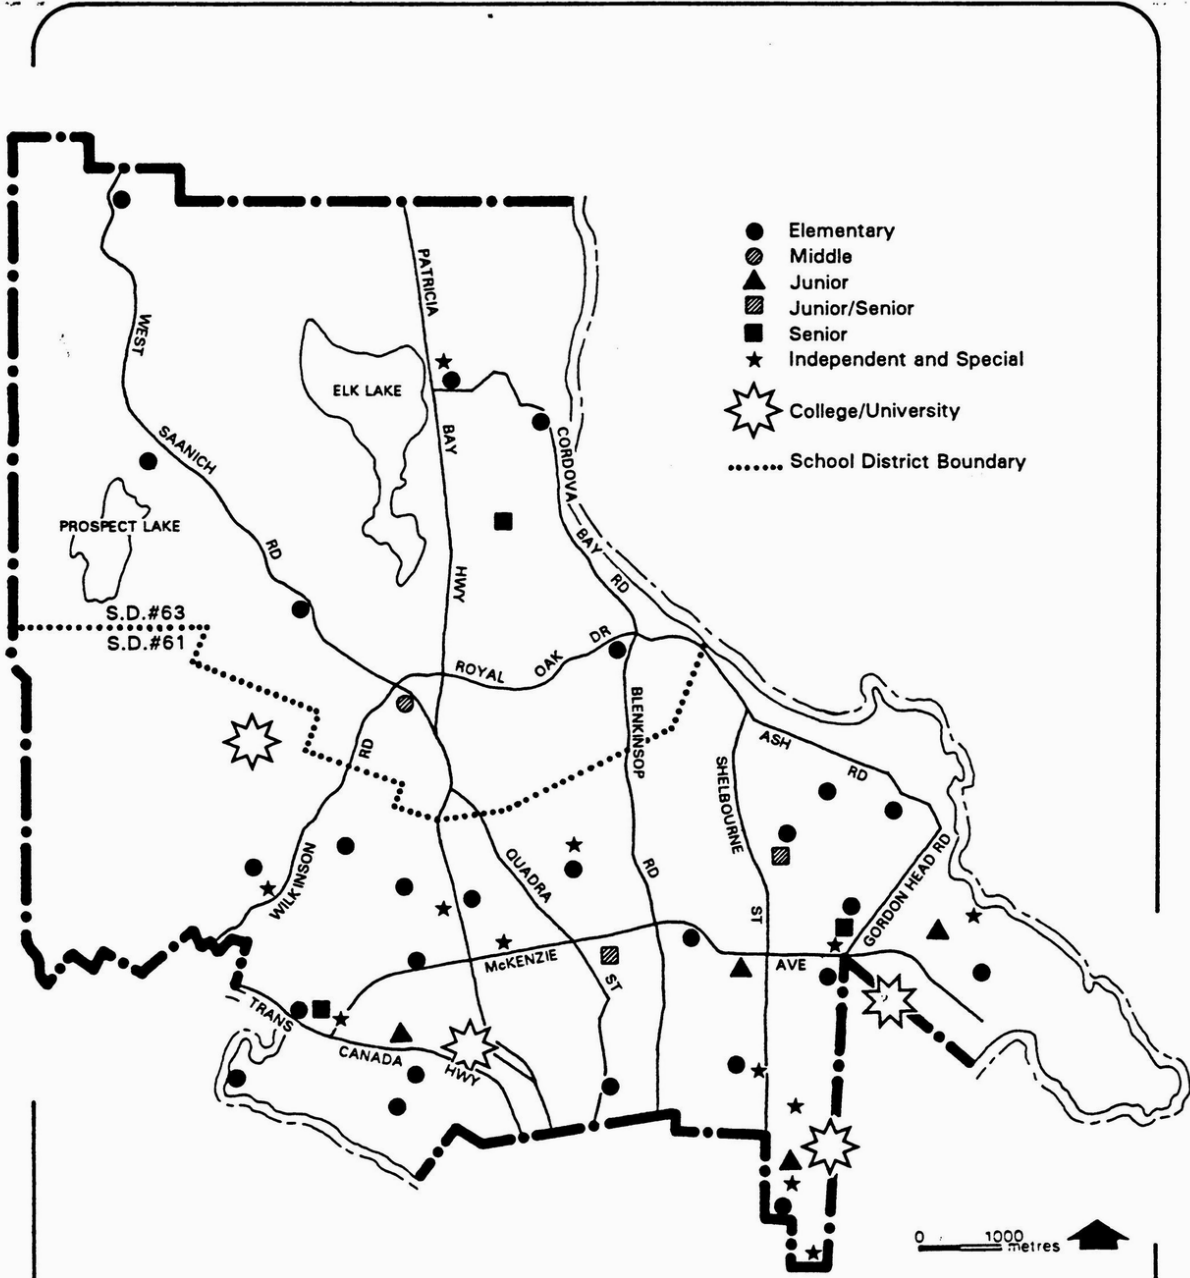 Elementary
Middle
Junior
Junior/Senior
Senior
Independent and Special
College/University
School District Boundary
PATRICIA
BAY
HWY
WEST
SAANICH
RD
ELK LAKE
PROSPECT LAKE
CORDOVA
BAY
RD
S.D.#63
S.D.#61
ROYAL
OAK
DR
BLENKINSOP
RD
ASH
RD
SHELBOURNE
ST
WILKINSON
RD
QUADRA
ST
GORDON HEAD RD
McKENZIE
AVE
TRANS
CANADA
HWY
0 1000
metres